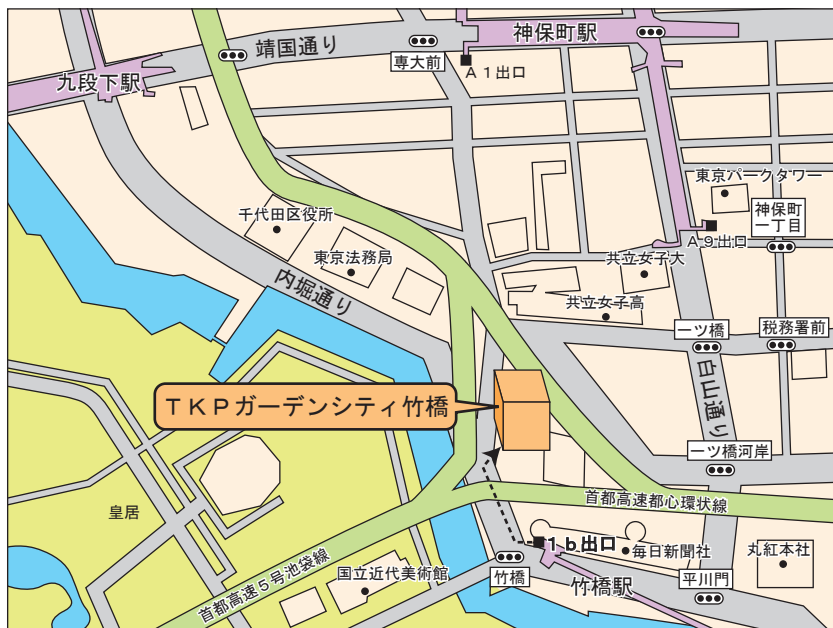 靖国通り
専大前
神保町駅
九段下駅
A1出口
東京パークタワー
神保町
一丁目
A9出口
千代田区役所
東京法務局
内堀通り
共立女子大
共立女子高
一ツ橋
税務署前
白山通り
TKPガーデンシティ竹橋
一ツ橋河岸
首都高速都心環状線
皇居
1b出口
毎日新聞社
丸紅本社
首都高速5号池袋線
国立近代美術館
竹橋
竹橋駅
平川門